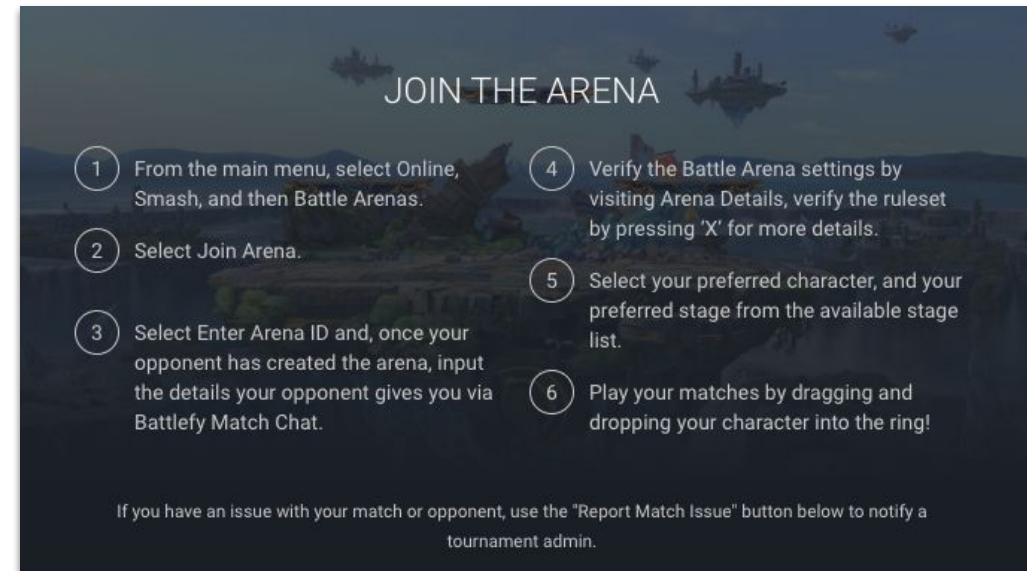 JOIN THE ARENA
1
From the main menu, select Online,
Smash, and then Battle Arenas.
2
Select Join Arena.
3
Select Enter Arena ID and, once your
opponent has created the arena, input
the details your opponent gives you via
Battlefy Match Chat.
4
Verify the Battle Arena settings by
visiting Arena Details, verify the ruleset
by pressing ‘X’ for more details.
5
Select your preferred character, and your
preferred stage from the available stage
list.
6
Play your matches by dragging and
dropping your character into the ring!
If you have an issue with your match or opponent, use the "Report Match Issue" button below to notify a
tournament admin.